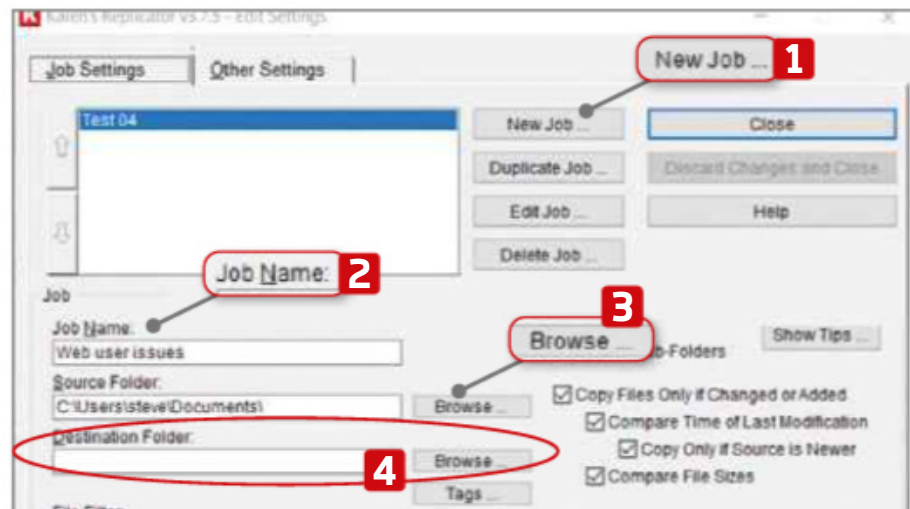 Karen's Replicator v3.7.5 - Edit Settings
Job Settings
Other Settings
New Job ...
1
Test 04
New Job ...
Close
Duplicate Job ...
Discard Changes and Close
Edit Job ...
Help
Delete Job ...
Job Name:
2
Job
3
Job Name:
Browse ...
b-Folders
Show Tips ...
Web user issues
Source Folder:
Copy Files Only if Changed or Added
C:\Users\steve\Documents\
Browse ...
Compare Time of Last Modification
Destination Folder:
Copy Only if Source is Newer
4
Browse ...
Compare File Sizes
Tags ...